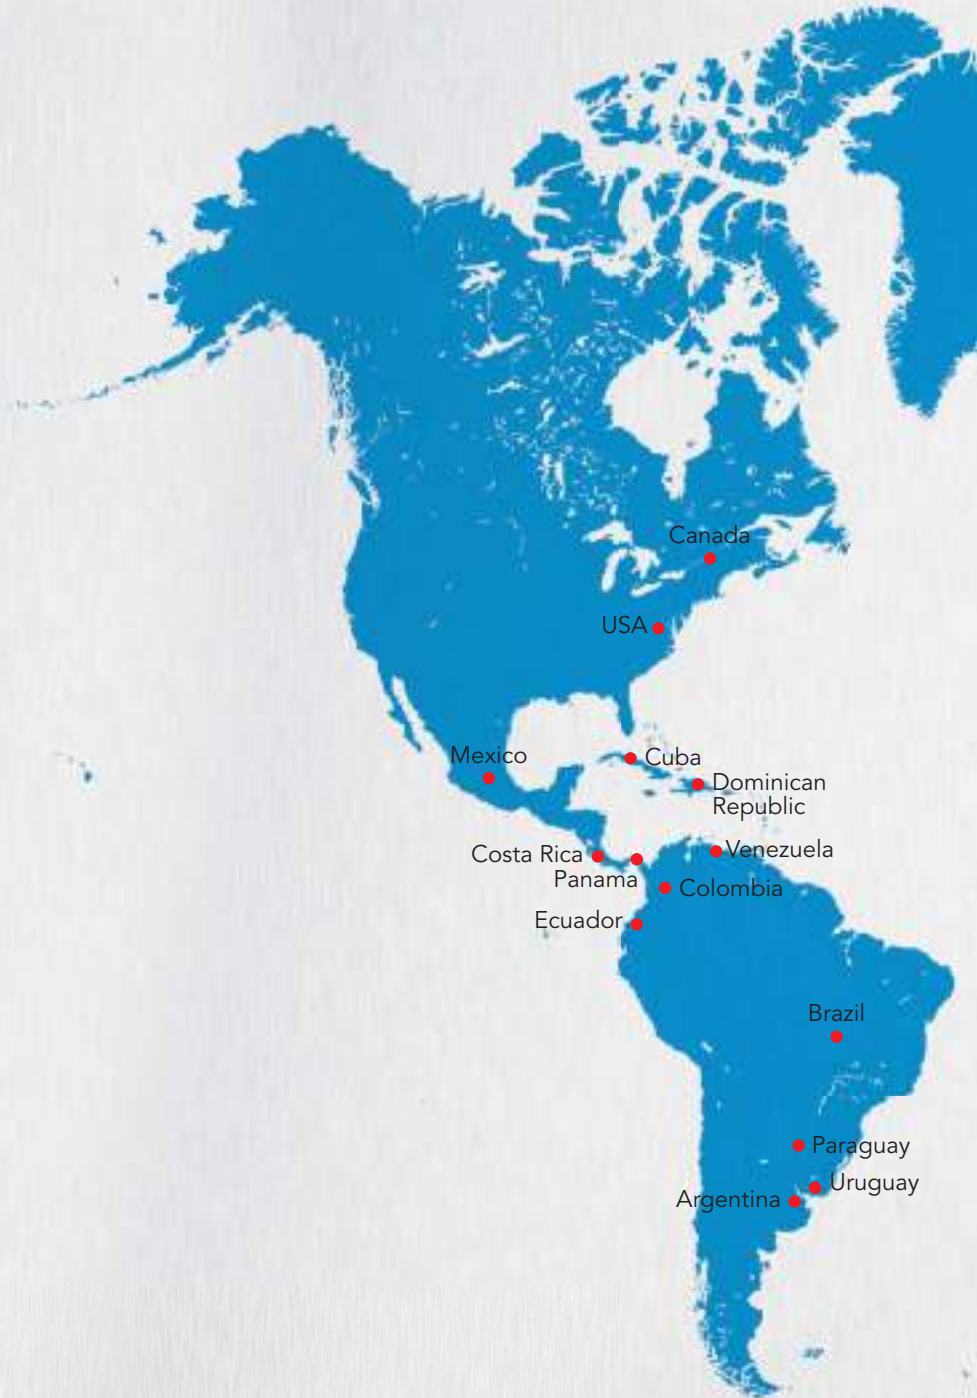 Canada
USA
Mexico
Cuba
Dominican
Republic
Costa Rica
Venezuela
Panama
Colombia
Ecuador
Brazil
Paraguay
Uruguay
Argentina